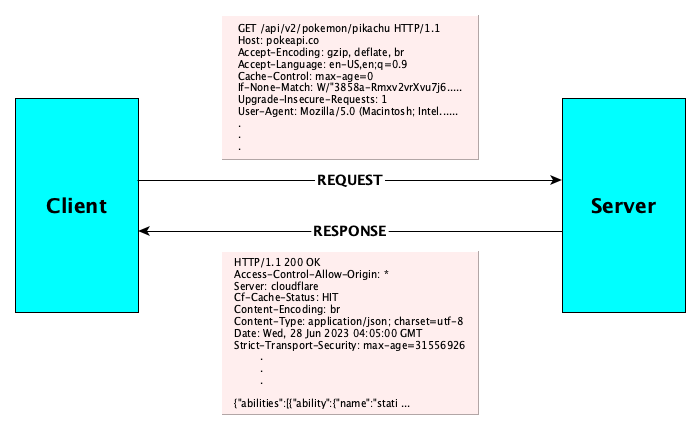 GET /api/v2/pokemon/pikachu HTTP/1.1
Host: pokeapi.co
Accept-Encoding: gzip, deflate, br
Accept-Language: en-US,en;q=0.9
Cache-Control: max-age=0
If-None-Match: W/"3858a-Rmxv2vrXvu7j6.....
Upgrade-Insecure-Requests: 1
User-Agent: Mozilla/5.0 (Macintosh; Intel......
.
.
.
REQUEST
Client
Server
RESPONSE
HTTP/1.1 200 OK
Access-Control-Allow-Origin: *
Server: cloudflare
Cf-Cache-Status: HIT
Content-Encoding: br
Content-Type: application/json; charset=utf-8
Date: Wed, 28 Jun 2023 04:05:00 GMT
Strict-Transport-Security: max-age=31556926
.
.
.
{"abilities":[{"ability":{"name":"stati ...